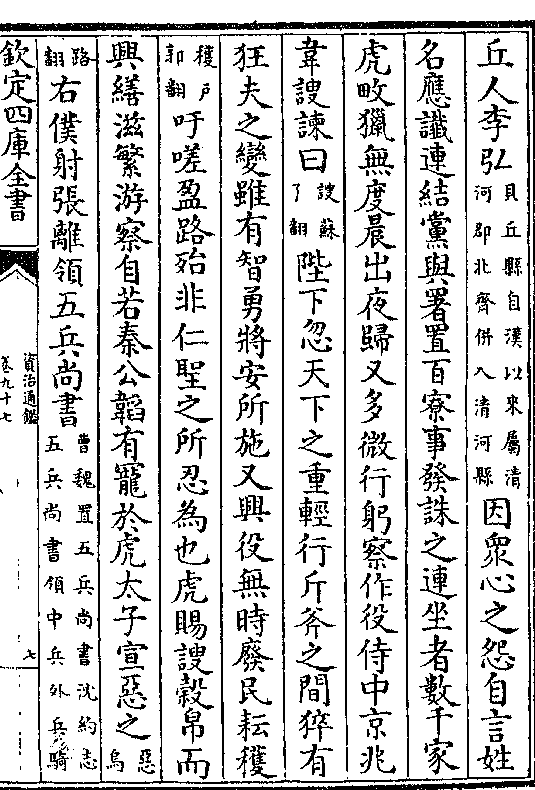 丘人李弘貝丘縣自漢以來屬清河郡北齊併入清河縣因衆心之怨自言姓
名應讖連結黨與署置百寮事發誅之連坐者數千家
虎畋獵無度晨出夜歸又多微行躬察作役侍中京兆
韋謏諫曰謏蘇了翻陛下忽天下之重輕行斤斧之間猝有
狂夫之變雖有智勇將安所施又興役無時廢民耘穫
穫戶郭翻吁嗟盈路殆非仁聖之所忍為也虎賜謏穀帛而
興繕滋繁游察自若秦公韜有寵於虎太子宣惡之惡烏
路翻右僕射張離領五兵尚書曹魏置五兵尚書沈約志五兵尚書領中兵外兵騎
欽定四庫全書
資治通鑑
卷九十七
七